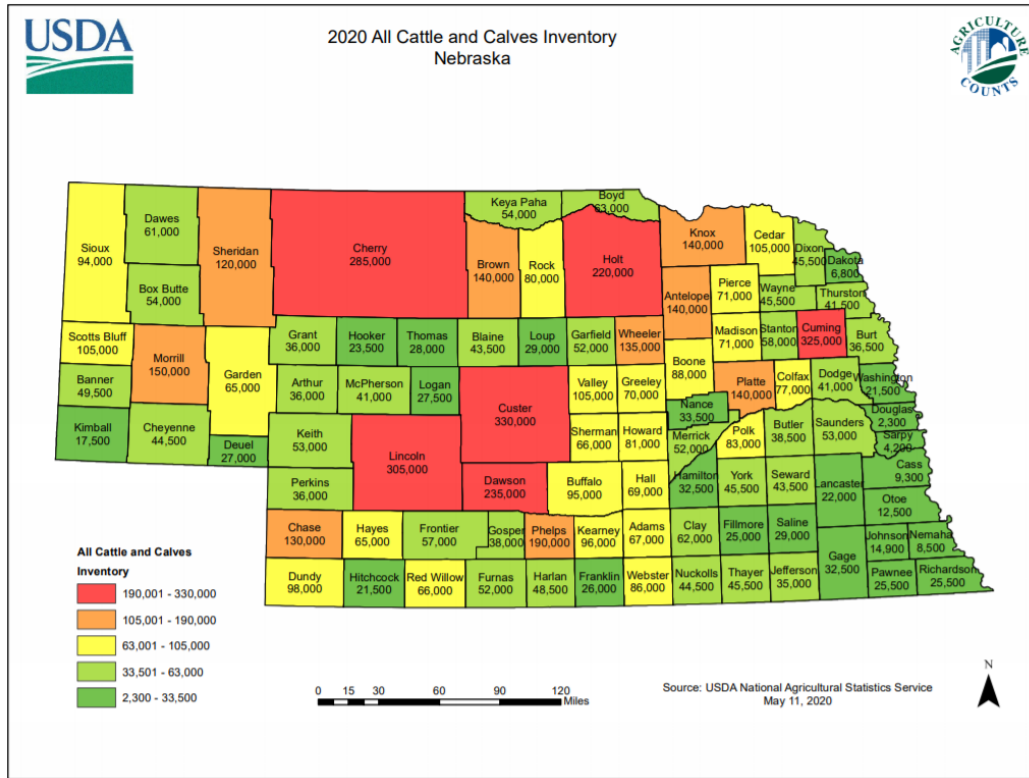 USDA
2020 All Cattle and Calves Inventory
Nebraska
AGRICULTURE
COUNTS
Sioux
94,000
Dawes
61,000
Box Butte
54,000
Sheridan
120,000
Cherry
285,000
Keya Paha
54,000
Boyd
63,000
Brown
140,000
Rock
80,000
Holt
220,000
Knox
140,000
Cedar
105,000
Dixon
45,500
Dakota
6,800
Antelope
140,000
Pierce
71,000
Wayne
45,500
Thurston
41,500
Scotts Bluff
105,000
Morrill
150,000
Garden
65,000
Grant
36,000
Hooker
23,500
Thomas
28,000
Blaine
43,500
Loup
29,000
Garfield
52,000
Wheeler
135,000
Madison
71,000
Stanton
58,000
Cuming
325,000
Burt
36,500
Banner
49,500
Arthur
36,000
McPherson
41,000
Logan
27,500
Custer
330,000
Valley
105,000
Greeley
70,000
Boone
88,000
Platte
140,000
Colfax
77,000
Dodge
41,000
Washington
21,500
Kimball
17,500
Cheyenne
44,500
Deuel
27,000
Keith
53,000
Lincoln
305,000
Sherman
66,000
Howard
81,000
Nance
33,500
Merrick
52,000
Polk
83,000
Butler
38,500
Saunders
53,000
Douglas
2,300
Sarpy
4,200
Perkins
36,000
Dawson
235,000
Buffalo
95,000
Hall
69,000
Hamilton
32,500
York
45,500
Seward
43,500
Lancaster
22,000
Cass
9,300
Otoe
12,500
Chase
130,000
Hayes
65,000
Frontier
57,000
Gosper
38,000
Phelps
190,000
Kearney
96,000
Adams
67,000
Clay
62,000
Fillmore
25,000
Saline
29,000
Gage
32,500
Johnson
14,900
Nemaha
8,500
Dundy
98,000
Hitchcock
21,500
Red Willow
66,000
Furnas
52,000
Harlan
48,500
Franklin
26,000
Webster
86,000
Nuckolls
44,500
Thayer
45,500
Jefferson
35,000
Pawnee
25,500
Richardson
25,500
All Cattle and Calves
Inventory
190,001 - 330,000
105,001 - 190,000
63,001 - 105,000
33,501 - 63,000
2,300 - 33,500
0 15 30 60 90 120
Miles
Source: USDA National Agricultural Statistics Service
May 11, 2020
N